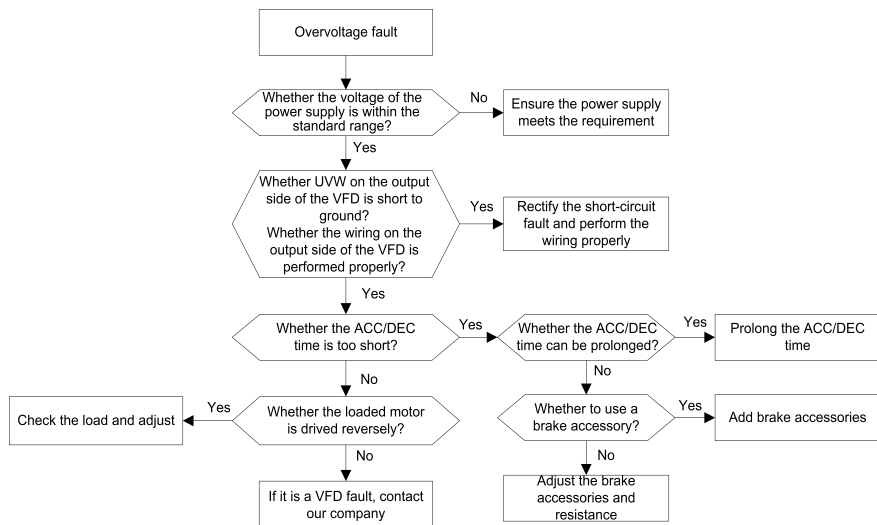 Overvoltage fault
Whether the voltage of the
power supply is within the
standard range?
No
Ensure the power supply
meets the requirement
Yes
Whether UVW on the output
side of the VFD is short to
ground?
Whether the wiring on the
output side of the VFD is
performed properly?
Yes
Rectify the short-circuit
fault and perform the
wiring properly
Yes
Whether the ACC/DEC
time is too short?
Yes
Whether the ACC/DEC
time can be prolonged?
Yes
Prolong the ACC/DEC
time
No
No
Check the load and adjust
Yes
Whether the loaded motor
is drived reversely?
Whether to use a
brake accessory?
Yes
Add brake accessories
No
No
If it is a VFD fault, contact
our company
Adjust the brake
accessories and
resistance